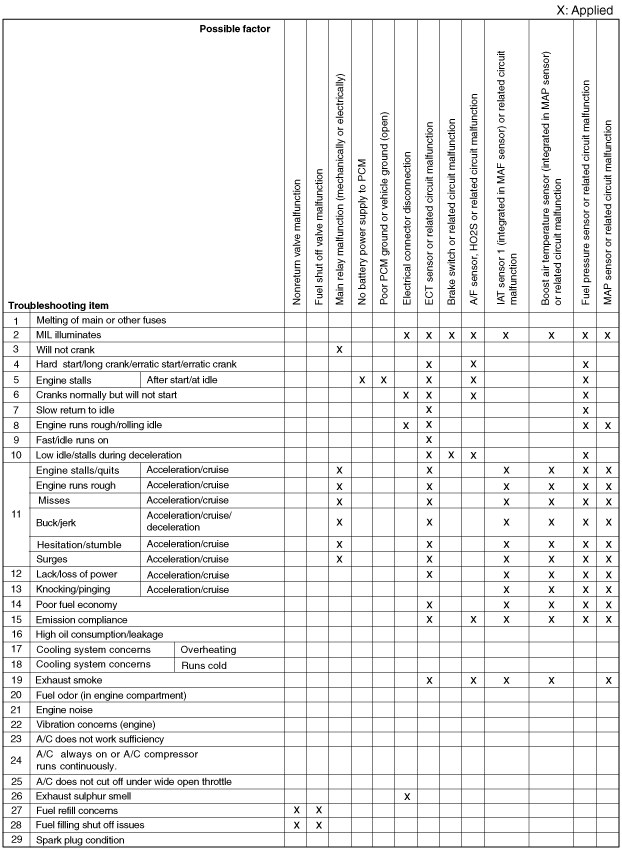 X: Applied
Possible factor
Troubleshooting item
Nonreturn valve malfunction
Fuel shut off valve malfunction
Main relay malfunction (mechanically or electrically)
No battery power supply to PCM
Poor PCM ground or vehicle ground (open)
Electrical connector disconnection
ECT sensor or related circuit malfunction
Brake switch or related circuit malfunction
A/F sensor, HO2S or related circuit malfunction
IAT sensor 1 (integrated in MAF sensor) or related circuit
malfunction
Boost air temperature sensor (integrated in MAP sensor)
or related circuit malfunction
Fuel pressure sensor or related circuit malfunction
MAP sensor or related circuit malfunction
1 Melting of main or other fuses
2 MIL illuminates X X X X X X X X
3 Will not crank X
4 Hard start/long crank/erratic start/erratic crank X X X
5 Engine stalls After start/at idle X X X X X
6 Cranks normally but will not start X X X X
7 Slow return to idle X X
8 Engine runs rough/rolling idle X X X X
9 Fast/idle runs on X
10 Low idle/stalls during deceleration X X X X
11
Engine stalls/quits Acceleration/cruise X X X X X X
Engine runs rough Acceleration/cruise X X X X X X
Misses Acceleration/cruise X X X X X X
Buck/jerk Acceleration/cruise/
deceleration X X X X X X
Hesitation/stumble Acceleration/cruise X X X X X X
Surges Acceleration/cruise X X X X X X
12 Lack/loss of power Acceleration/cruise X X X X X
13 Knocking/pinging Acceleration/cruise X X X X
14 Poor fuel economy X X X X X
15 Emission compliance X X X X X X
16 High oil consumption/leakage
17 Cooling system concerns Overheating
18 Cooling system concerns Runs cold
19 Exhaust smoke X X X X X
20 Fuel odor (in engine compartment)
21 Engine noise
22 Vibration concerns (engine)
23 A/C does not work sufficiency
24 A/C always on or A/C compressor
runs continuously.
25 A/C does not cut off under wide open throttle
26 Exhaust sulphur smell X
27 Fuel refill concerns X X
28 Fuel filling shut off issues X X
29 Spark plug condition